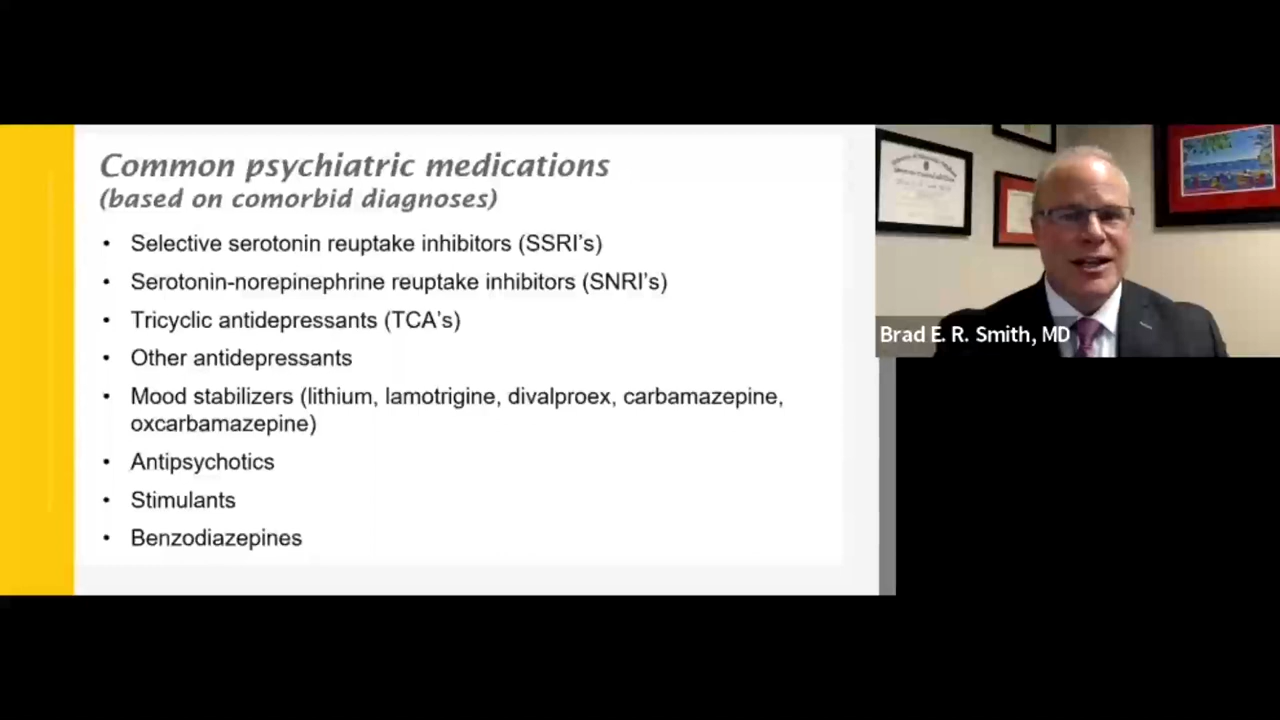 Common psychiatric medications
(based on comorbid diagnoses)
• Selective serotonin reuptake inhibitors (SSRI's)
• Serotonin-norepinephrine reuptake inhibitors (SNRI's)
• Tricyclic antidepressants (TCA's)
• Other antidepressants
• Mood stabilizers (lithium, lamotrigine, divalproex, carbamazepine,
oxcarbamazepine)
• Antipsychotics
• Stimulants
• Benzodiazepines
Brad E. R. Smith, MD